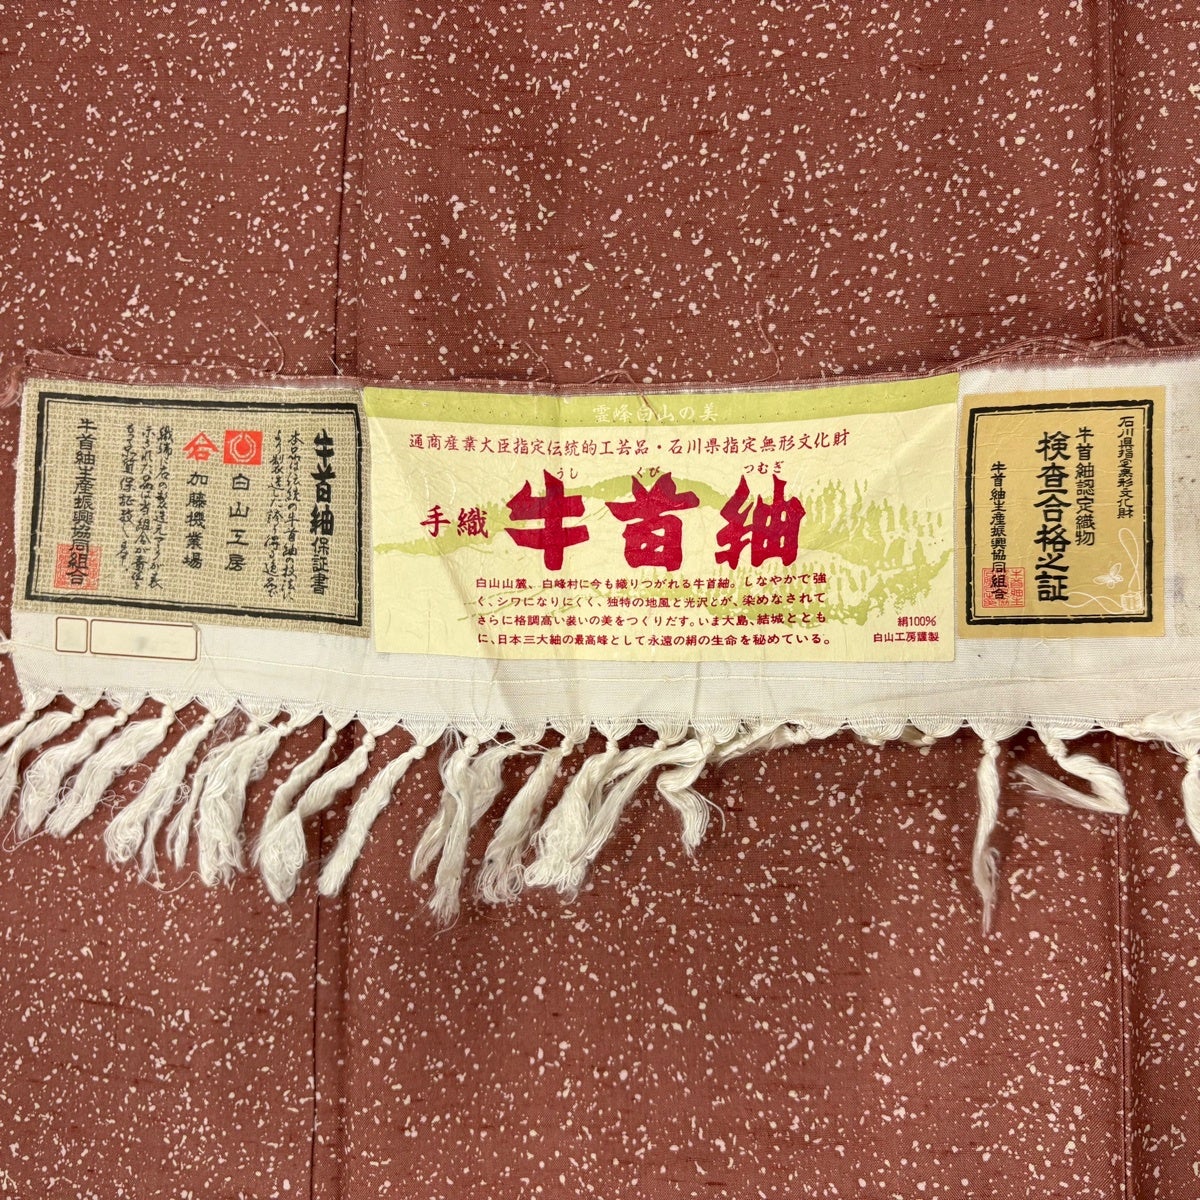 霊峰白山の美
通商産業大臣指定伝統的工芸品・石川県指定無形文化財
うし くび つむぎ
手織 牛首紬
白山山麓、白峰村に今も織りつがれる牛首紬。しなやかで強
く、シワになりにくく、独特の地風と光沢とが、染めなされて
さらに格調高い装いの美をつくりだす。いま大島、結城ととも
に、日本三大紬の最高峰として永遠の絹の生命を秘めている。
絹100%
白山工房謹製
石川県指定無形文化財
牛首紬認定織物
検査合格之証
牛首紬生産振興協同組合
牛首紬保証書
白山工房
加藤機業場
牛首紬生産振興協同組合